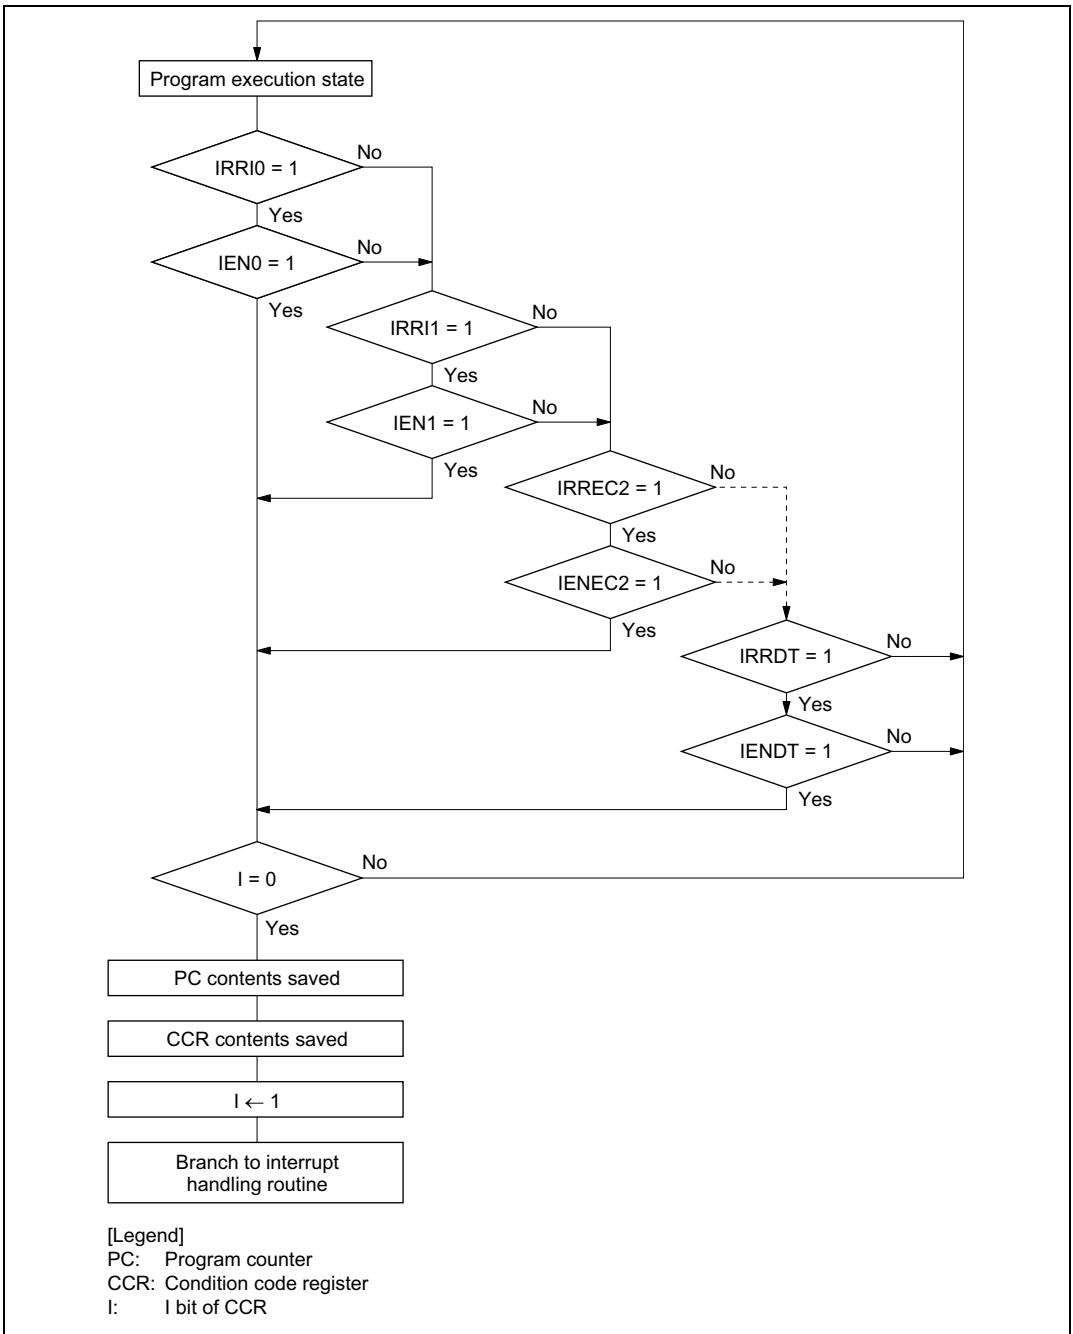 Program execution state
IRRI0 = 1
No
Yes
IEN0 = 1
No
Yes
IRRI1 = 1
No
Yes
IEN1 = 1
No
Yes
IRREC2 = 1
No
Yes
IENEC2 = 1
No
Yes
IRRDT = 1
No
Yes
IENDT = 1
No
Yes
I = 0
No
Yes
PC contents saved
CCR contents saved
I ← 1
Branch to interrupt
handling routine
[Legend]
PC: Program counter
CCR: Condition code register
I: I bit of CCR